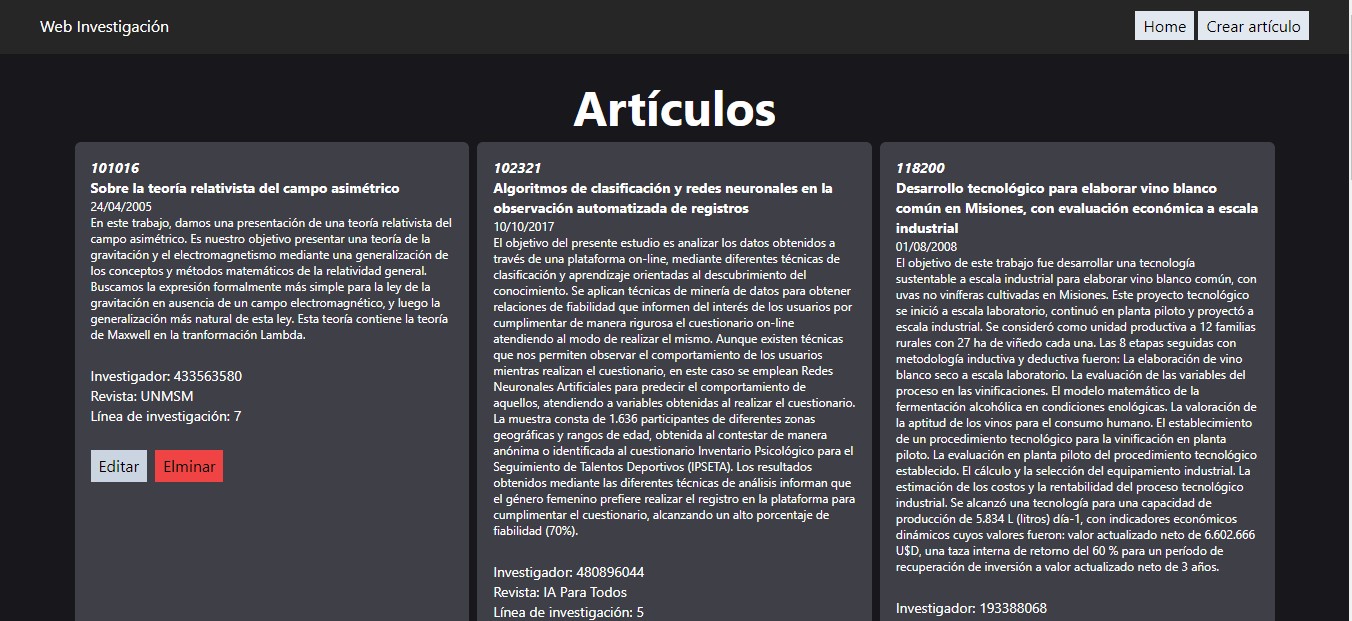 Web Investigación
Home
Crear artículo
Artículos
101016
Sobre la teoría relativista del campo asimétrico
24/04/2005
En este trabajo, damos una presentación de una teoría relativista del
campo asimétrico. Es nuestro objetivo presentar una teoría de la
gravitación y el electromagnetismo mediante una generalización de
los conceptos y métodos matemáticos de la relatividad general.
Buscamos la expresión formalmente más simple para la ley de la
gravitación en ausencia de un campo electromagnético, y luego la
generalización más natural de esta ley. Esta teoría contiene la teoría
de Maxwell en la tranformación Lambda.
Investigador: 433563580
Revista: UNMSM
Línea de investigación: 7
Editar
Elminar
102321
Algoritmos de clasificación y redes neuronales en la
observación automatizada de registros
10/10/2017
El objetivo del presente estudio es analizar los datos obtenidos a
través de una plataforma on-line, mediante diferentes técnicas de
clasificación y aprendizaje orientadas al descubrimiento del
conocimiento. Se aplican técnicas de minería de datos para obtener
relaciones de fiabilidad que informen del interés de los usuarios por
cumplimentar de manera rigurosa el cuestionario on-line
atendiendo al modo de realizar el mismo. Aunque existen técnicas
que nos permiten observar el comportamiento de los usuarios
mientras realizan el cuestionario, en este caso se emplean Redes
Neuronales Artificiales para predecir el comportamiento de
aquellos, atendiendo a variables obtenidas al realizar el cuestionario.
La muestra consta de 1.636 participantes de diferentes zonas
geográficas y rangos de edad, obtenida al contestar de manera
anónima o identificada al cuestionario Inventario Psicológico para el
Seguimiento de Talentos Deportivos (IPSETA). Los resultados
obtenidos mediante las diferentes técnicas de análisis informan que
el género femenino prefiere realizar el registro en la plataforma para
cumplimentar el cuestionario, alcanzando un alto porcentaje de
fiabilidad (70%).
Investigador: 480896044
Revista: IA Para Todos
Línea de investigación: 5
118200
Desarrollo tecnológico para elaborar vino blanco
común en Misiones, con evaluación económica a escala
industrial
01/08/2008
El objetivo de este trabajo fue desarrollar una tecnología
sustentable a escala industrial para elaborar vino blanco común, con
uvas no viníferas cultivadas en Misiones. Este proyecto tecnológico
se inició a escala laboratorio, continuó en planta piloto y proyectó a
escala industrial. Se consideró como unidad productiva a 12 familias
rurales con 27 ha de viñedo cada una. Las 8 etapas seguidas con
metodología inductiva y deductiva fueron: La elaboración de vino
blanco seco a escala laboratorio. La evaluación de las variables del
proceso en las vinificaciones. El modelo matemático de la
fermentación alcohólica en condiciones enológicas. La valoración de
la aptitud de los vinos para el consumo humano. El establecimiento
de un procedimiento tecnológico para la vinificación en planta
piloto. La evaluación en planta piloto del procedimiento tecnológico
establecido. El cálculo y la selección del equipamiento industrial. La
estimación de los costos y la rentabilidad del proceso tecnológico
industrial. Se alcanzó una tecnología para una capacidad de
producción de 5.834 L (litros) día-1, con indicadores económicos
dinámicos cuyos valores fueron: valor actualizado neto de 6.602.666
U$D, una taza interna de retorno del 60 % para un período de
recuperación de inversión a valor actualizado neto de 3 años.
Investigador: 193388068